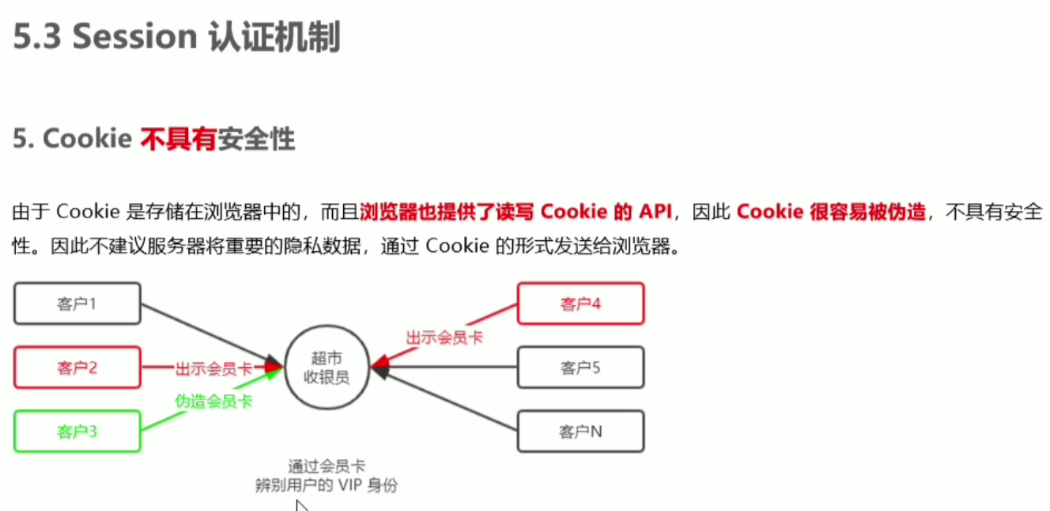 5.3 Session 认证机制
5. Cookie 不具有安全性
由于 Cookie 是存储在浏览器中的，而且浏览器也提供了读写 Cookie 的 API，因此 Cookie 很容易被伪造，不具有安全
性。因此不建议服务器将重要的隐私数据，通过 Cookie 的形式发送给浏览器。
客户1
客户4
出示会员卡
客户2
出示会员卡
超市
收银员
客户5
伪造会员卡
客户3
客户N
通过会员卡
辨别用户的 VIP 身份